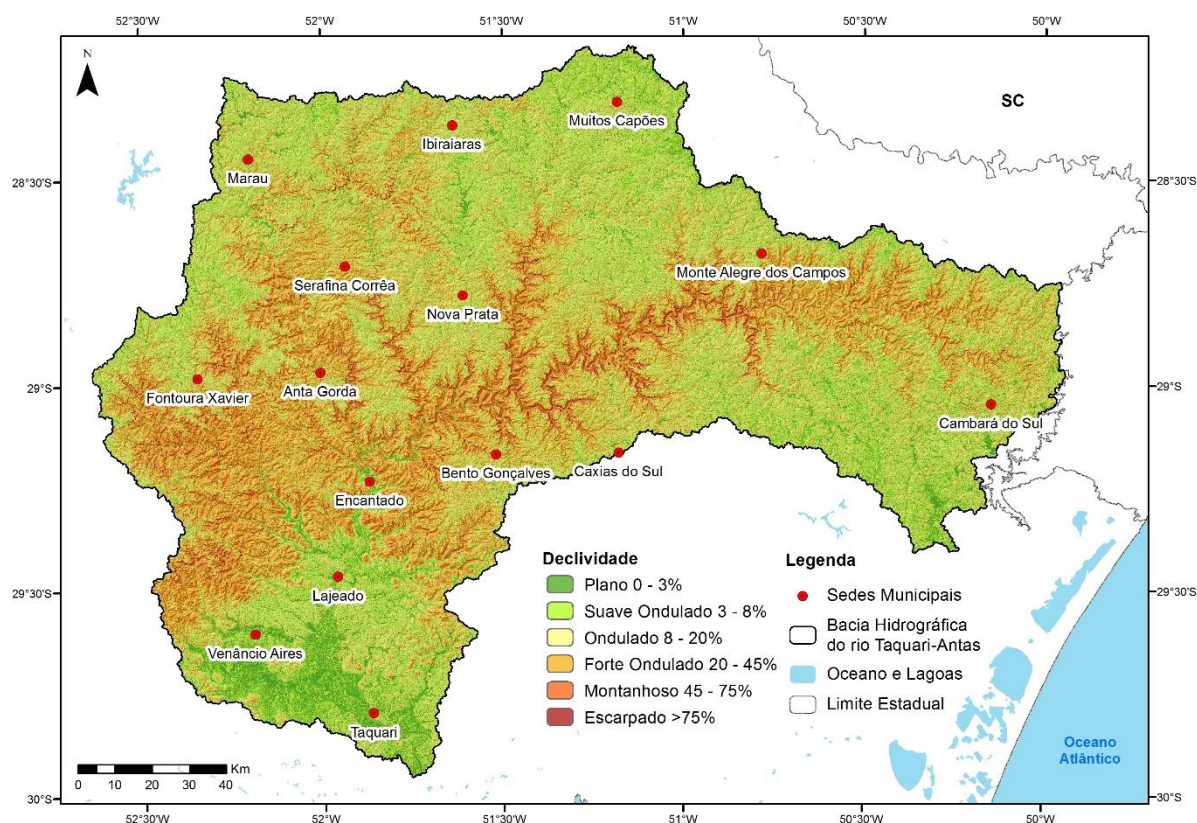 52°30'W
52°W
51°30'W
51°W
50°30'W
50°W
N
SC
Muitos Capões
Ibiraiaras
Marau
28°30'S
28°30'S
Monte Alegre dos Campos
Serafina Corrêa
Nova Prata
29°S
29°S
Fontoura Xavier
Anta Gorda
Cambará do Sul
Bento Gonçalves
Caxias do Sul
Encantado
Declividade
Plano 0 - 3%
Suave Ondulado 3 - 8%
Ondulado 8 - 20%
Forte Ondulado 20 - 45%
Montanhoso 45 - 75%
Escarpado >75%
Legenda
Sedes Municipais
Bacia Hidrográfica
do rio Taquari-Antas
Oceano e Lagoas
Limite Estadual
Lajeado
29°30'S
29°30'S
Venâncio Aires
Taquari
Oceano
Atlântico
Km
0 10 20 30 40
30°S
30°S
52°30'W
52°W
51°30'W
51°W
50°30'W
50°W